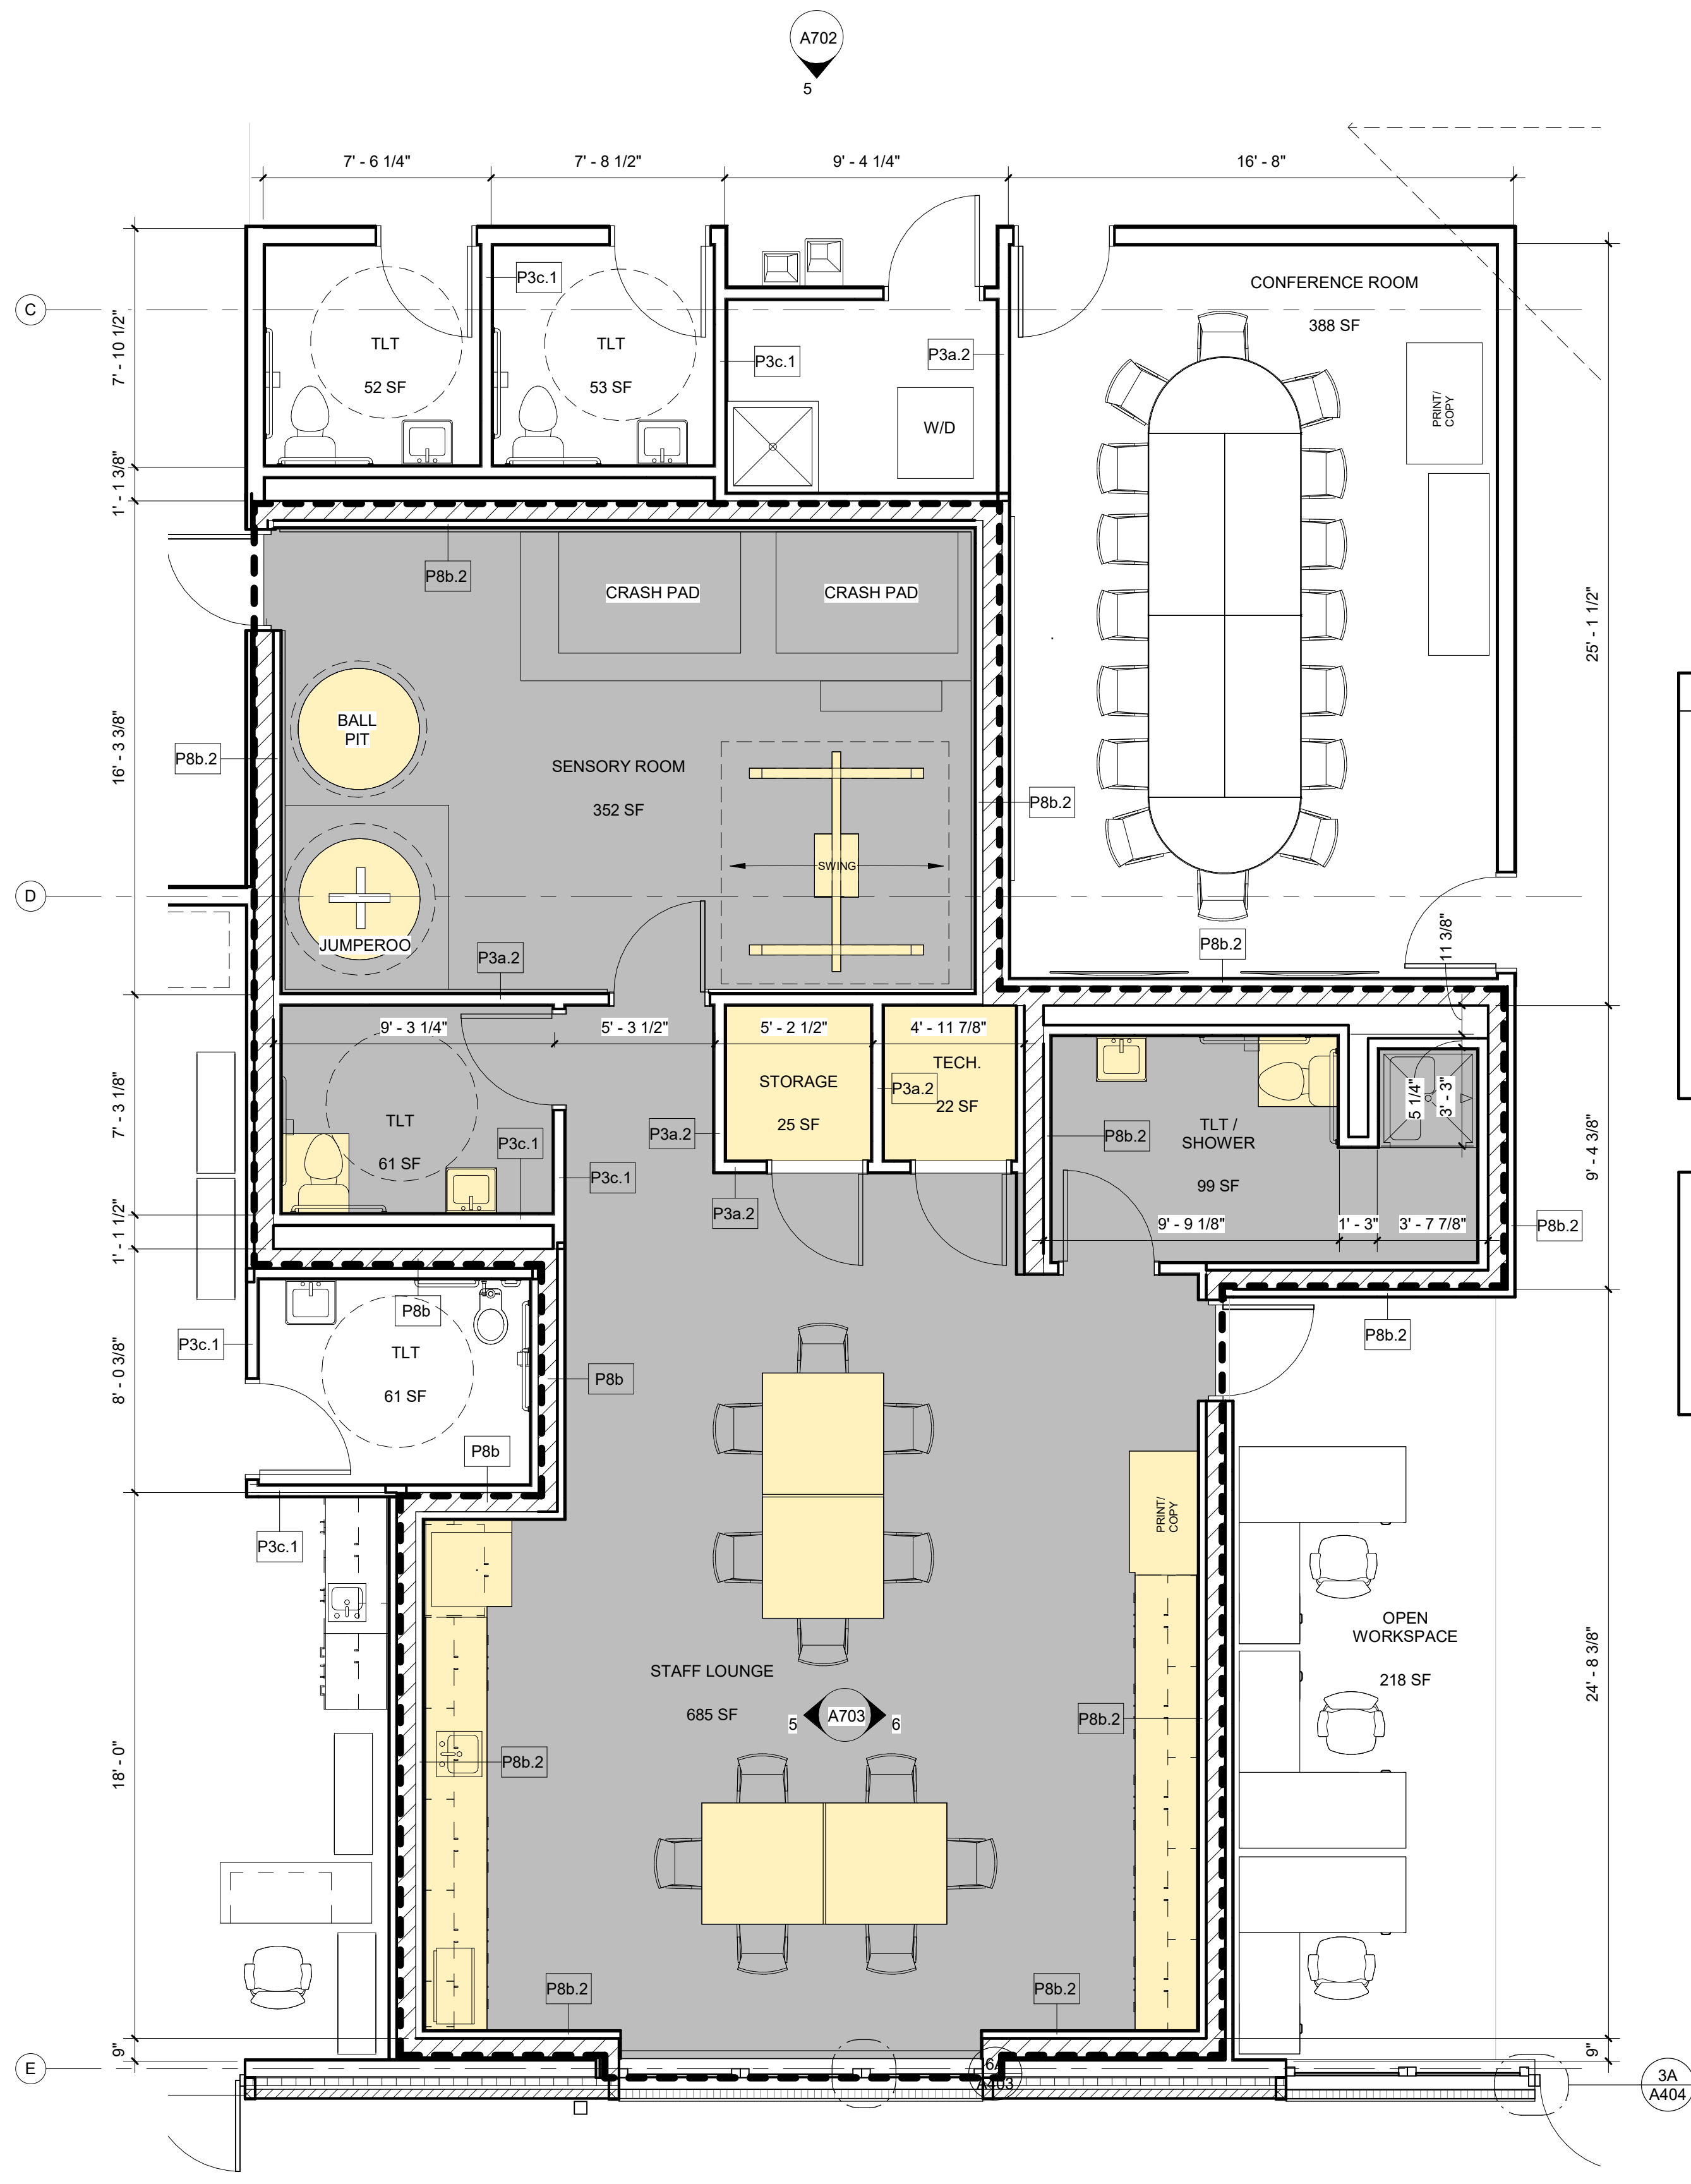 A702
5
7' - 6 1/4"
7' - 8 1/2"
9' - 4 1/4"
16' - 8"
C
7' - 10 1/2"
P3c.1
TLT
52 SF
TLT
53 SF
P3c.1
P3a.2
W/D
CONFERENCE ROOM
388 SF
PRINT/
COPY
1' - 1 3/8"
P8b.2
CRASH PAD
CRASH PAD
25' - 1 1/2"
BALL
PIT
P8b.2
16' - 3 3/8"
SENSORY ROOM
352 SF
P8b.2
SWING
D
JUMPEROO
P3a.2
P8b.2
11 3/8"
9' - 3 1/4"
5' - 3 1/2"
5' - 2 1/2"
4' - 11 7/8"
7' - 3 1/8"
TLT
61 SF
P3c.1
P3c.1
P3a.2
STORAGE
25 SF
P3a.2
TECH.
22 SF
P3a.2
P8b.2
TLT /
SHOWER
99 SF
5 1/4"
3' - 3"
9' - 4 3/8"
9' - 9 1/8"
1' - 3"
3' - 7 7/8"
P8b.2
1' - 1 1/2"
P8b
P3c.1
TLT
61 SF
8' - 0 3/8"
P8b
P8b
P3c.1
P8b.2
PRINT/
COPY
OPEN
WORKSPACE
218 SF
24' - 8 3/8"
STAFF LOUNGE
685 SF
5
A703
6
P8b.2
P8b.2
18' - 0"
P8b.2
P8b.2
9"
9"
E
6A
A403
3A
A404